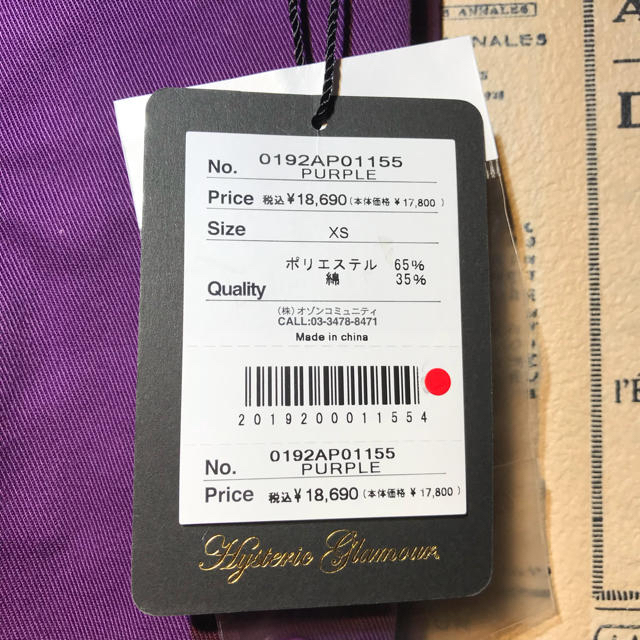 ANNALES
NALES
A
D
l'É
No. 0192AP01155
PURPLE
Price 税込¥18,690(本体価格 ¥ 17,800)
Size XS
ポリエステル 65%
綿 35%
Quality
(株)オゾンコミュニティ
CALL:03-3478-8471
Made in china
2019200011554
0192AP01155
No. PURPLE
Price 税込¥18,690(本体価格 ¥ 17,800)
Hysteric Glamour